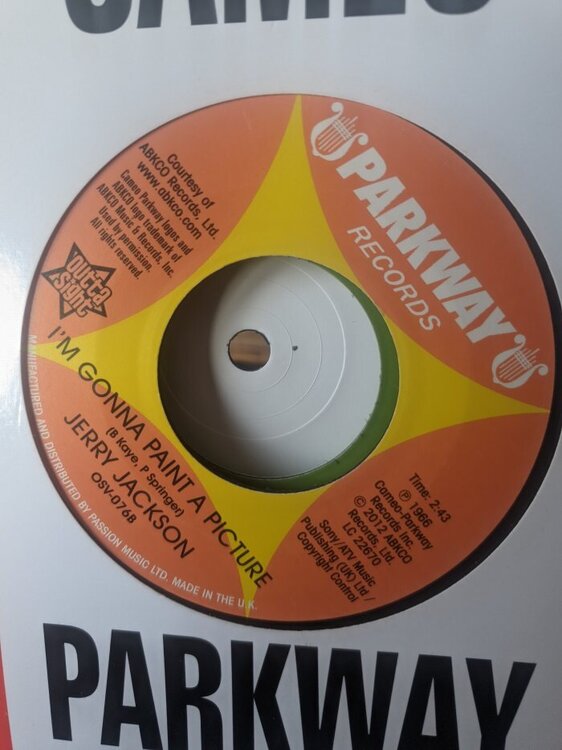 CAMEO
PARKWAY
RECORDS
Courtesy of
ABKCO Records, Ltd.
www.abkco.com
Cameo Parkway logos and
ABKCO logo trademark of
ABKCO Music & Records, Inc.
Used by permission.
All rights reserved.
Outta
Sight
I'M GONNA PAINT A PICTURE
(B Kaye, P Springer)
JERRY JACKSON
OSV-076B
Time: 2:43
℗ 1966
Cameo-Parkway
Records Inc.
© 2012 ABKCO
Records Ltd.
LC 22670
Sony/ATV Music
Publishing (UK) Ltd /
Copyright Control
MANUFACTURED AND DISTRIBUTED BY PASSION MUSIC LTD. MADE IN THE U.K.
PARKWAY